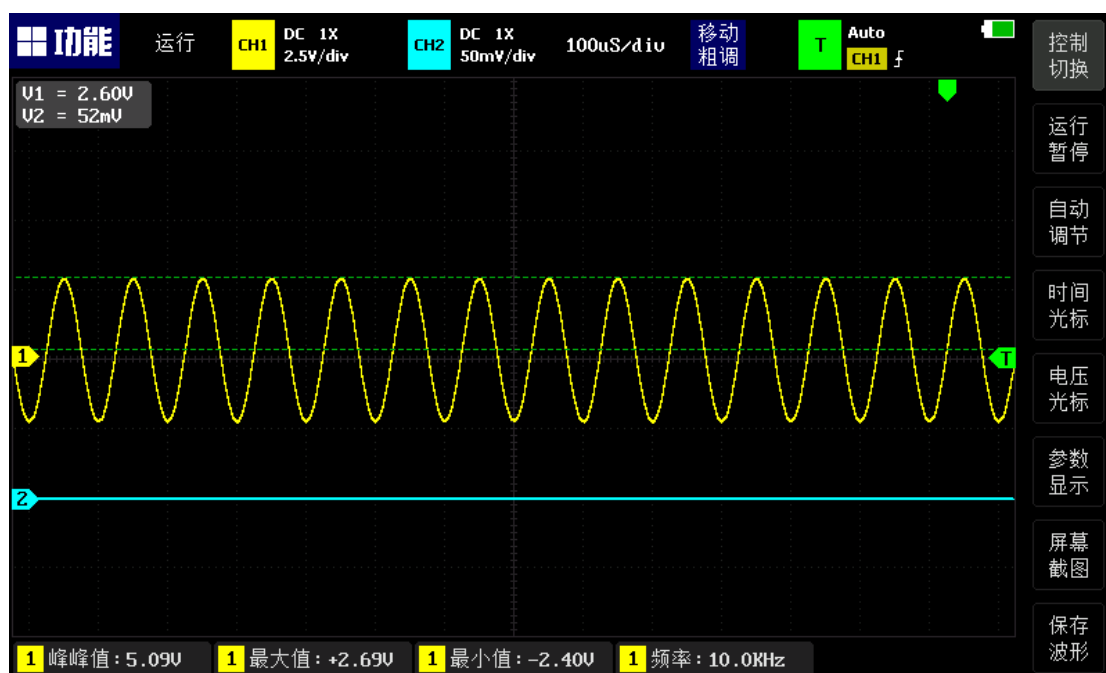 功能
运行
CH1
DC 1X
2.5V/div
CH2
DC 1X
50mV/div
100uS/div
移动
粗调
T
Auto
CH1
控制
切换
V1 = 2.60V
V2 = 52mV
运行
暂停
自动
调节
时间
光标
1
T
电压
光标
参数
显示
2
屏幕
截图
保存
波形
1 峰峰值:5.09V
1 最大值:+2.69V
1 最小值:-2.40V
1 频率:10.0KHz